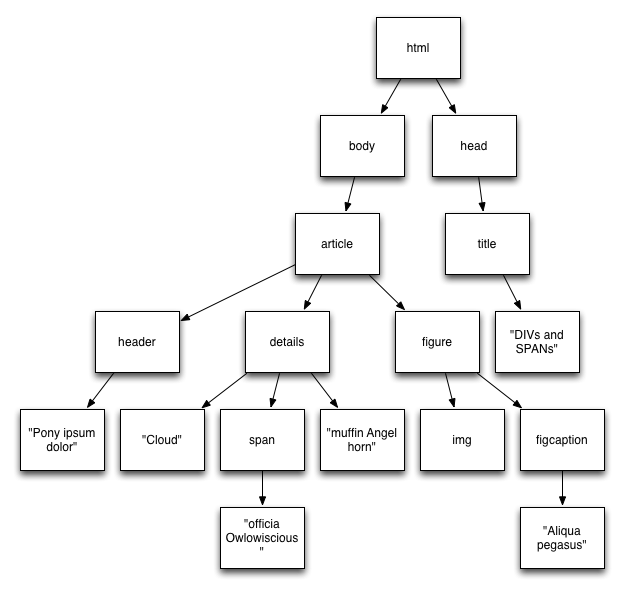 html
body
head
article
title
header
details
figure
"DIVs and
SPANs"
"Pony ipsum
dolor"
"Cloud"
span
"muffin Angel
horn"
img
figcaption
"officia
Owlowiscious
"
"Aliqua
pegasus"